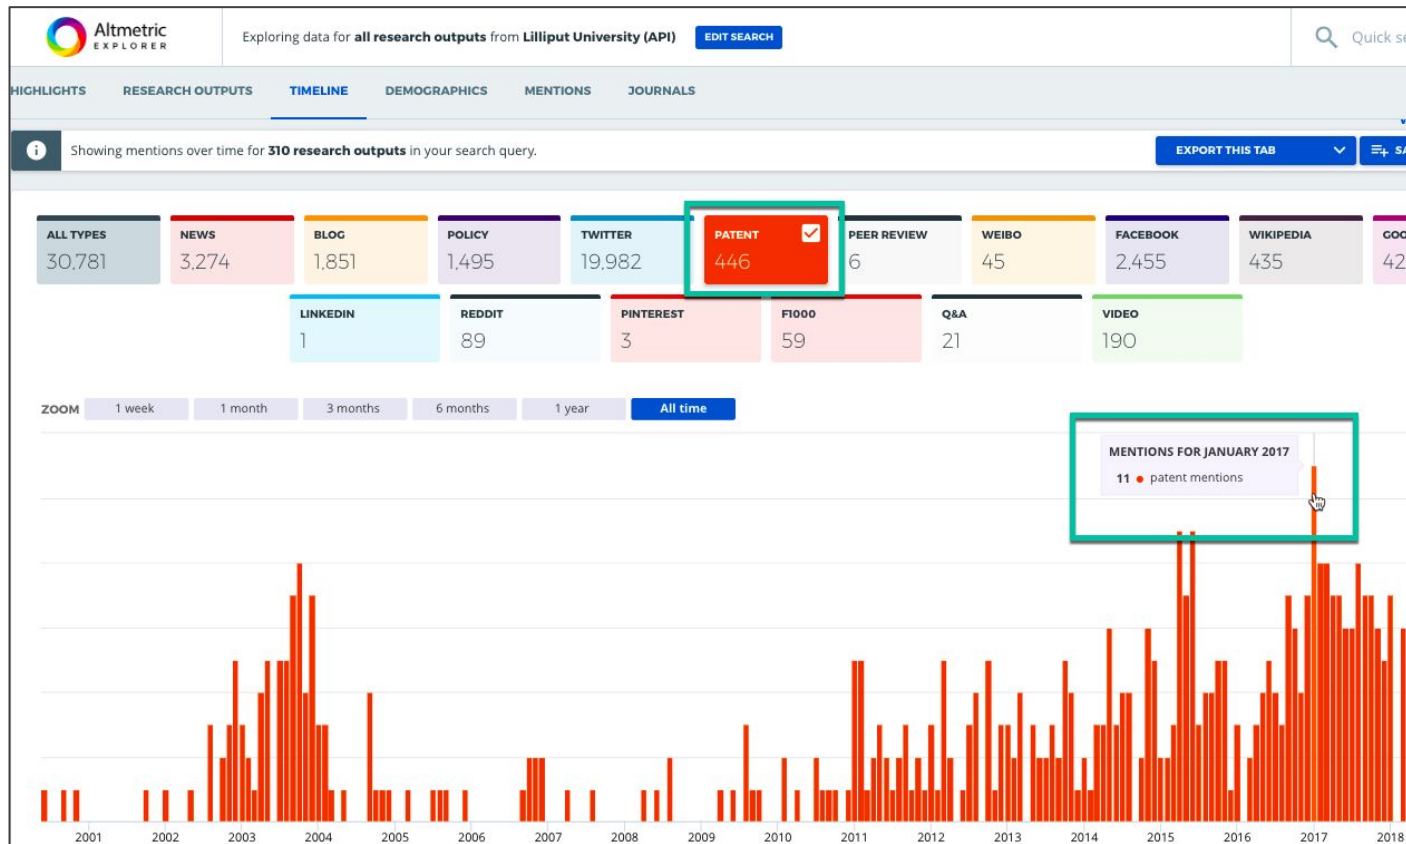 Altmetric
EXPLORER
Exploring data for all research outputs from Lilliput University (API)
EDIT SEARCH
Quick se
HIGHLIGHTS RESEARCH OUTPUTS TIMELINE DEMOGRAPHICS MENTIONS JOURNALS
Showing mentions over time for 310 research outputs in your search query.
EXPORT THIS TAB
SA
ALL TYPES NEWS BLOG POLICY TWITTER PATENT PEER REVIEW WEIBO FACEBOOK WIKIPEDIA GOO
30,781 3,274 1,851 1,495 19,982 446 6 45 2,455 435 42
LINKEDIN REDDIT PINTEREST F1000 Q&A VIDEO
1 89 3 59 21 190
ZOOM 1 week 1 month 3 months 6 months 1 year All time
MENTIONS FOR JANUARY 2017
11 ● patent mentions
2001 2002 2003 2004 2005 2006 2007 2008 2009 2010 2011 2012 2013 2014 2015 2016 2017 2018